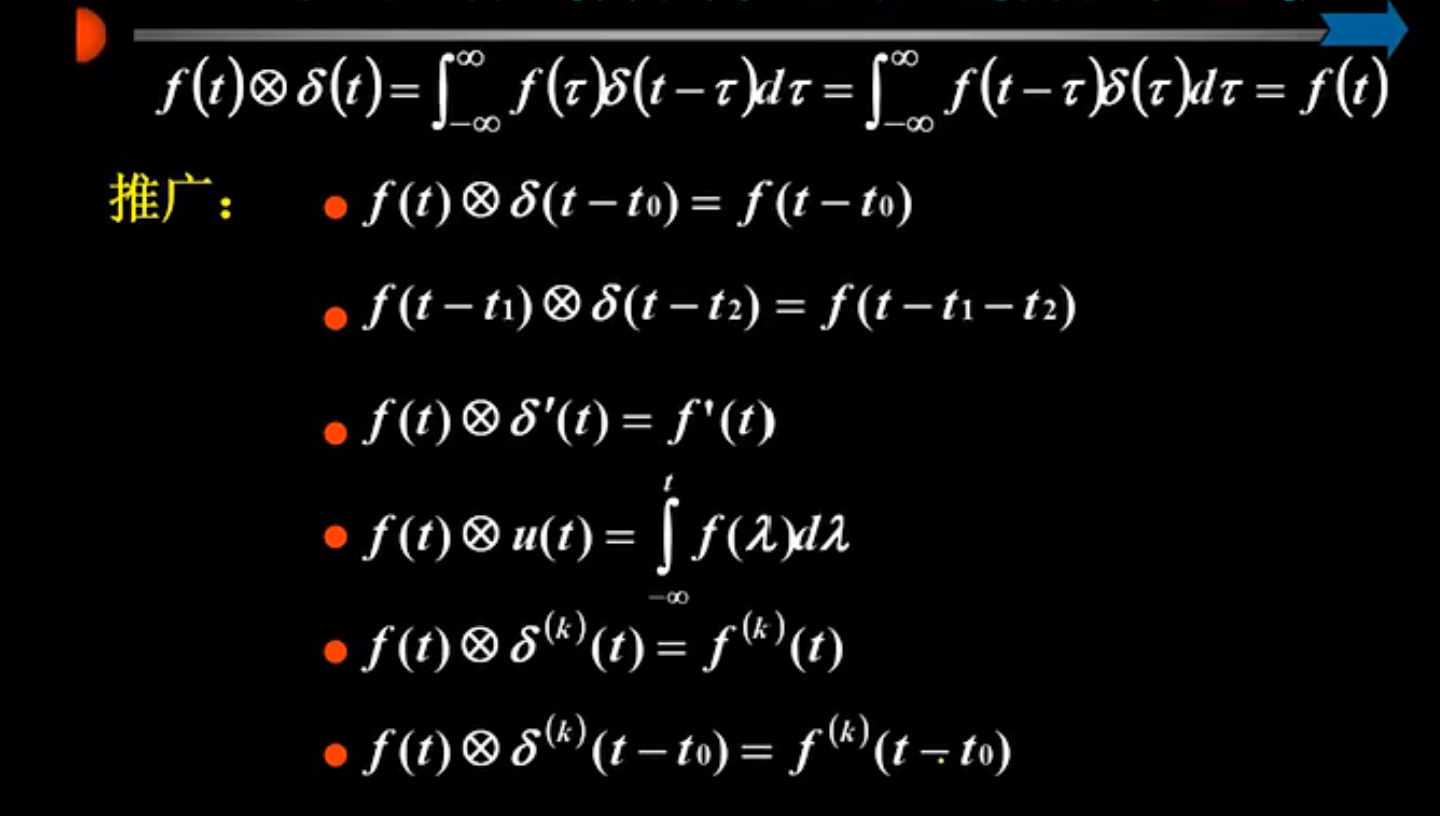 f(t)⊗δ(t)=∫_{-∞}^{∞} f(τ)δ(t−τ)dτ=∫_{-∞}^{∞} f(t−τ)δ(τ)dτ=f(t)
推广： • f(t)⊗δ(t−t₀)=f(t−t₀)
• f(t−t₁)⊗δ(t−t₂)=f(t−t₁−t₂)
• f(t)⊗δ′(t)=f'(t)
• f(t)⊗u(t)=∫_{-∞}^{t} f(λ)dλ
• f(t)⊗δ^{(k)}(t)=f^{(k)}(t)
• f(t)⊗δ^{(k)}(t−t₀)=f^{(k)}(t−t₀)